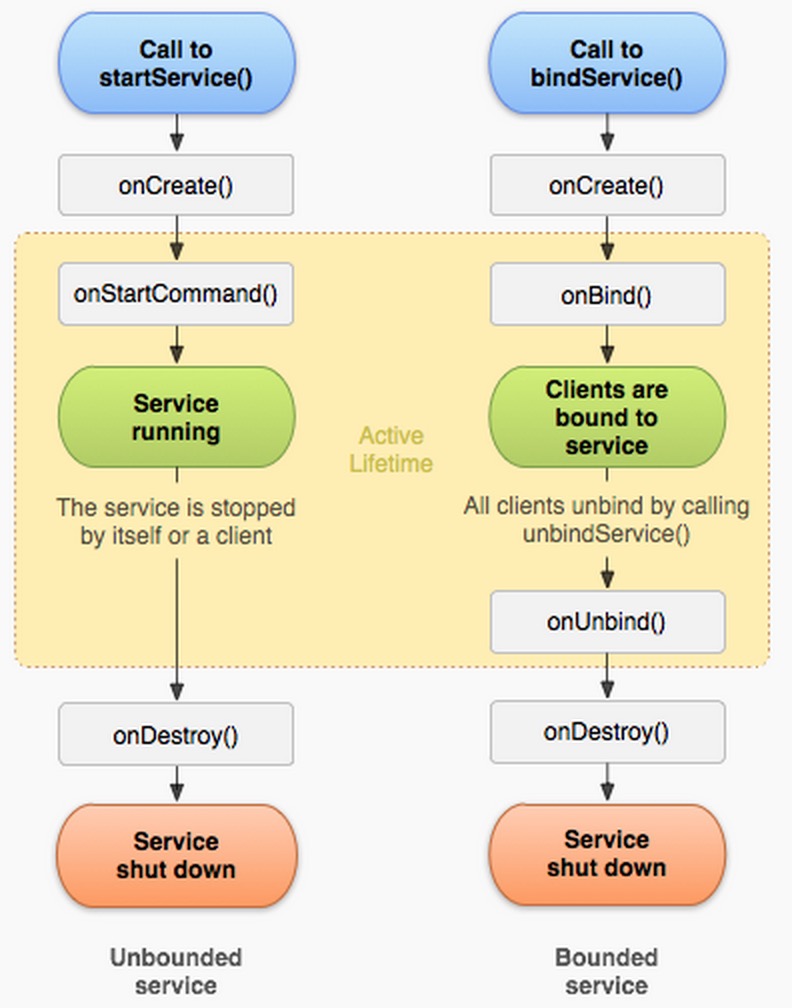 Call to
startService()
onCreate()
onStartCommand()
Service
running
The service is stopped
by itself or a client
onDestroy()
Service
shut down
Unbounded
service
Active
Lifetime
Call to
bindService()
onCreate()
onBind()
Clients are
bound to
service
All clients unbind by calling
unbindService()
onUnbind()
onDestroy()
Service
shut down
Bounded
service